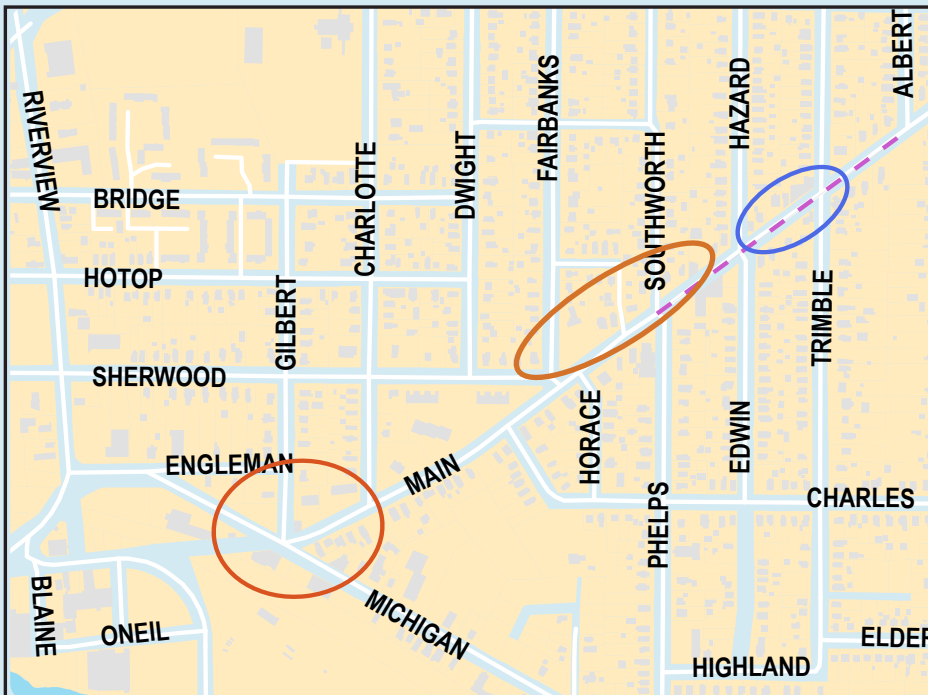 ALBERT
RIVERVIEW
FAIRBANKS
HAZARD
DWIGHT
SOUTHWORTH
CHARLOTTE
BRIDGE
HOTOP
GILBERT
TRIMBLE
SHERWOOD
HORACE
EDWIN
ENGLEMAN
MAIN
CHARLES
PHELPS
BLAINE
MICHIGAN
ONEIL
ELDER
HIGHLAND